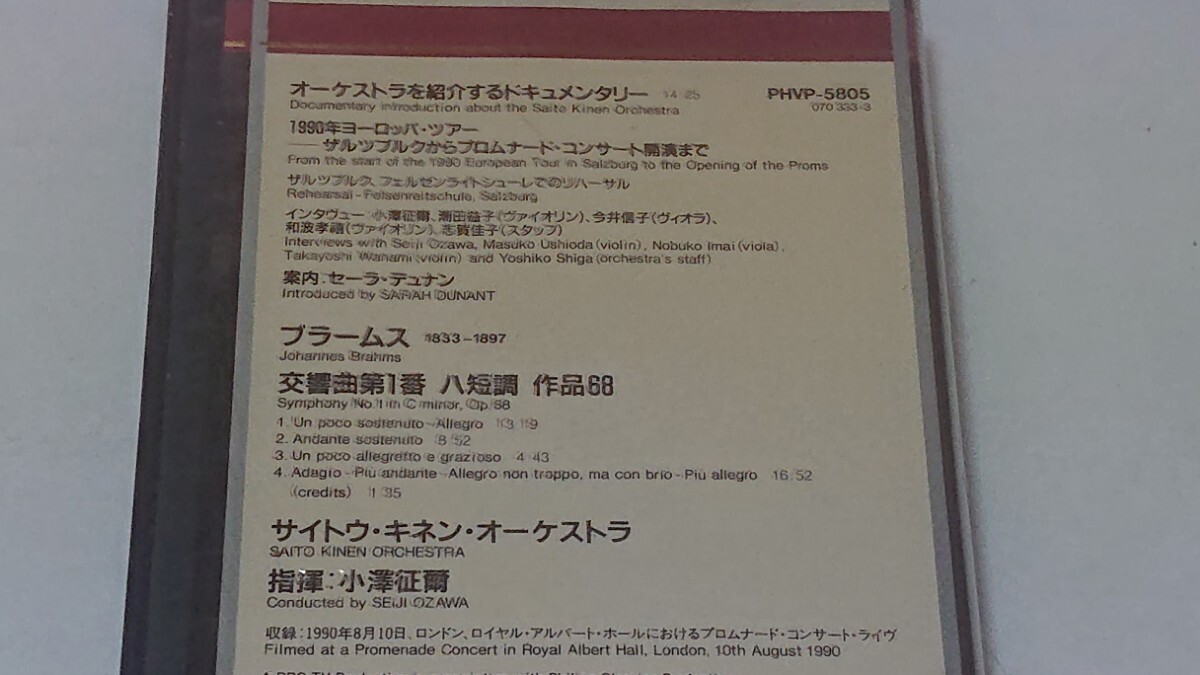 オーケストラを紹介するドキュメンタリー 14:25 PHVP-5805
Documentary introduction about the Saito Kinen Orchestra 070 333-3
1990年ヨーロッパ・ツアー
——ザルツブルクからプロムナード・コンサート開演まで
From the start of the 1990 European Tour in Salzburg to the Opening of the Proms
ザルツブルク、フェルゼンライトシューレでのリハーサル
Rehearsal-Felsenreitschule, Salzburg
インタヴュー:小澤征爾、潮田益子(ヴァイオリン)、今井信子(ヴィオラ)、
和波孝禧(ヴァイオリン)、志賀佳子(スタッフ)
Interviews with Seiji Ozawa, Masuko Ushioda(violin), Nobuko Imai(viola),
Takayoshi Wanami(violin) and Yoshiko Shiga(orchestra's staff)
案内:セーラ・デュナン
Introduced by SARAH DUNANT
ブラームス 1833-1897
Johannes Brahms
交響曲第1番 ハ短調 作品68
Symphony No.1 in C minor, Op.68
1. Un poco sostenuto-Allegro 13:19
2. Andante sostenuto 8:52
3. Un poco allegretto e grazioso 4:43
4. Adagio-Più andante-Allegro non troppo, ma con brio-Più allegro 16:52
(credits) 1:35
サイトウ・キネン・オーケストラ
SAITO KINEN ORCHESTRA
指揮:小澤征爾
Conducted by SEIJI OZAWA
収録:1990年8月10日、ロンドン、ロイヤル・アルバート・ホールにおけるプロムナード・コンサート・ライヴ
Filmed at a Promenade Concert in Royal Albert Hall, London, 10th August 1990